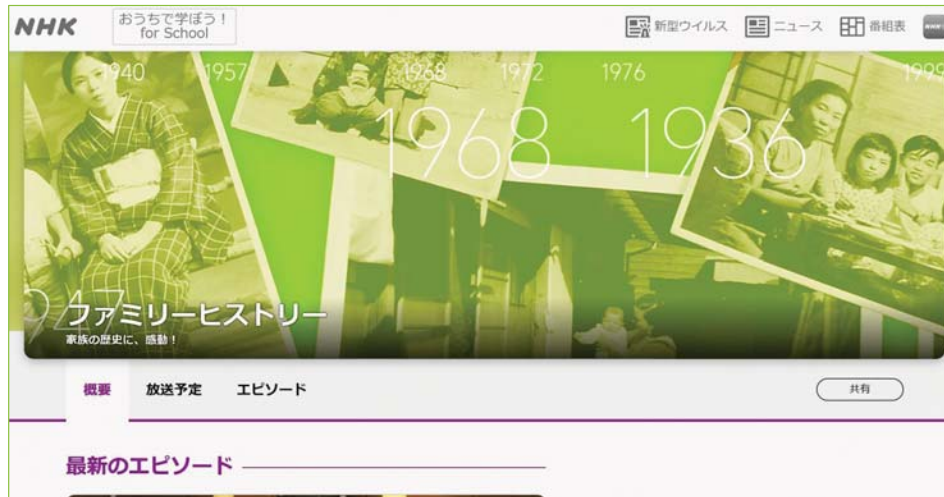 NHK
おうちで学ぼう！
for School
新型ウイルス
ニュース
番組表
1940
1957
1968
1972
1976
1999
1968
1936
947
ファミリーヒストリー
家族の歴史に、感動！
概要
放送予定
エピソード
共有
最新のエピソード